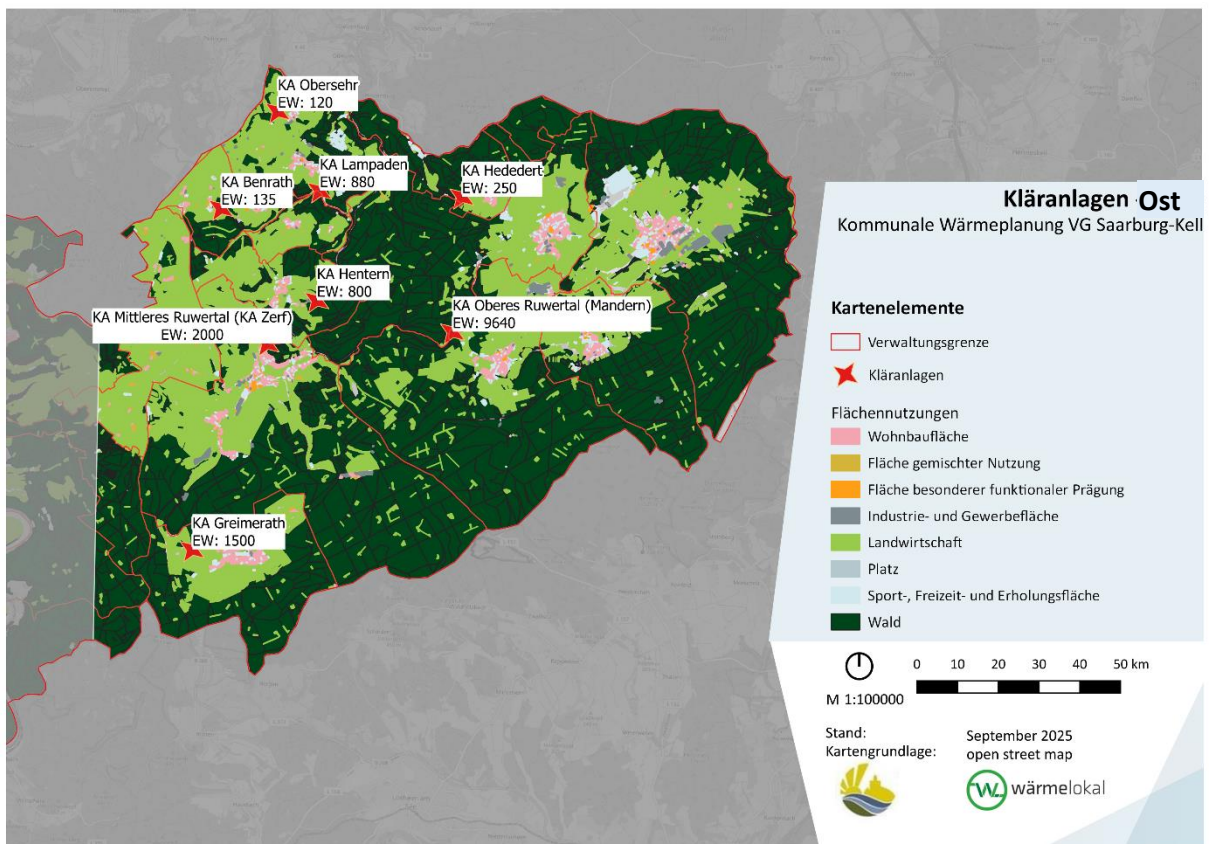 KA Obersehr
EW: 120
KA Lampaden
EW: 880
KA Benrath
EW: 135
KA Hededert
EW: 250
KA Hentern
EW: 800
KA Mittleres Ruwertal (KA Zerf)
EW: 2000
KA Oberes Ruwertal (Mandern)
EW: 9640
KA Greimerath
EW: 1500
Kläranlagen Ost
Kommunale Wärmeplanung VG Saarburg-Kell
Kartenelemente
Verwaltungsgrenze
Kläranlagen
Flächennutzungen
Wohnbaufläche
Fläche gemischter Nutzung
Fläche besonderer funktionaler Prägung
Industrie- und Gewerbefläche
Landwirtschaft
Platz
Sport-, Freizeit- und Erholungsfläche
Wald
0 10 20 30 40 50 km
M 1:100000
Stand: September 2025
Kartengrundlage: open street map
W wärmelokal